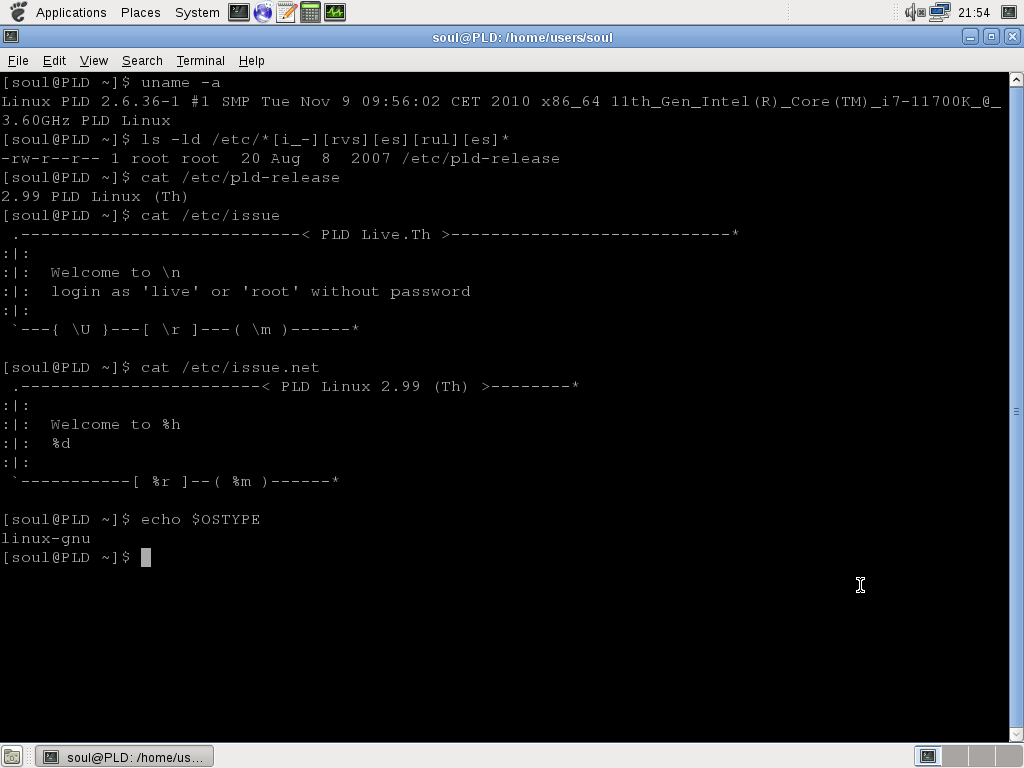 Applications Places System 21:54
soul@PLD: /home/users/soul
File Edit View Search Terminal Help
[soul@PLD ~]$ uname -a
Linux PLD 2.6.36-1 #1 SMP Tue Nov 9 09:56:02 CET 2010 x86_64 11th_Gen_Intel(R)_Core(TM)_i7-11700K_@_
3.60GHz PLD Linux
[soul@PLD ~]$ ls -ld /etc/*[i_-][rvs][es][rul][es]*
-rw-r--r-- 1 root root  20 Aug  8  2007 /etc/pld-release
[soul@PLD ~]$ cat /etc/pld-release
2.99 PLD Linux (Th)
[soul@PLD ~]$ cat /etc/issue
 .----------------------------< PLD Live.Th >----------------------------*
:|:
:|:  Welcome to \n
:|:  login as 'live' or 'root' without password
:|:
 `---{ \U }---[ \r ]---( \m )------*
[soul@PLD ~]$ cat /etc/issue.net
 .------------------------< PLD Linux 2.99 (Th) >--------*
:|:
:|:  Welcome to %h
:|:  %d
:|:
 `-----------[ %r ]--( %m )------*
[soul@PLD ~]$ echo $OSTYPE
linux-gnu
[soul@PLD ~]$
soul@PLD: /home/us...